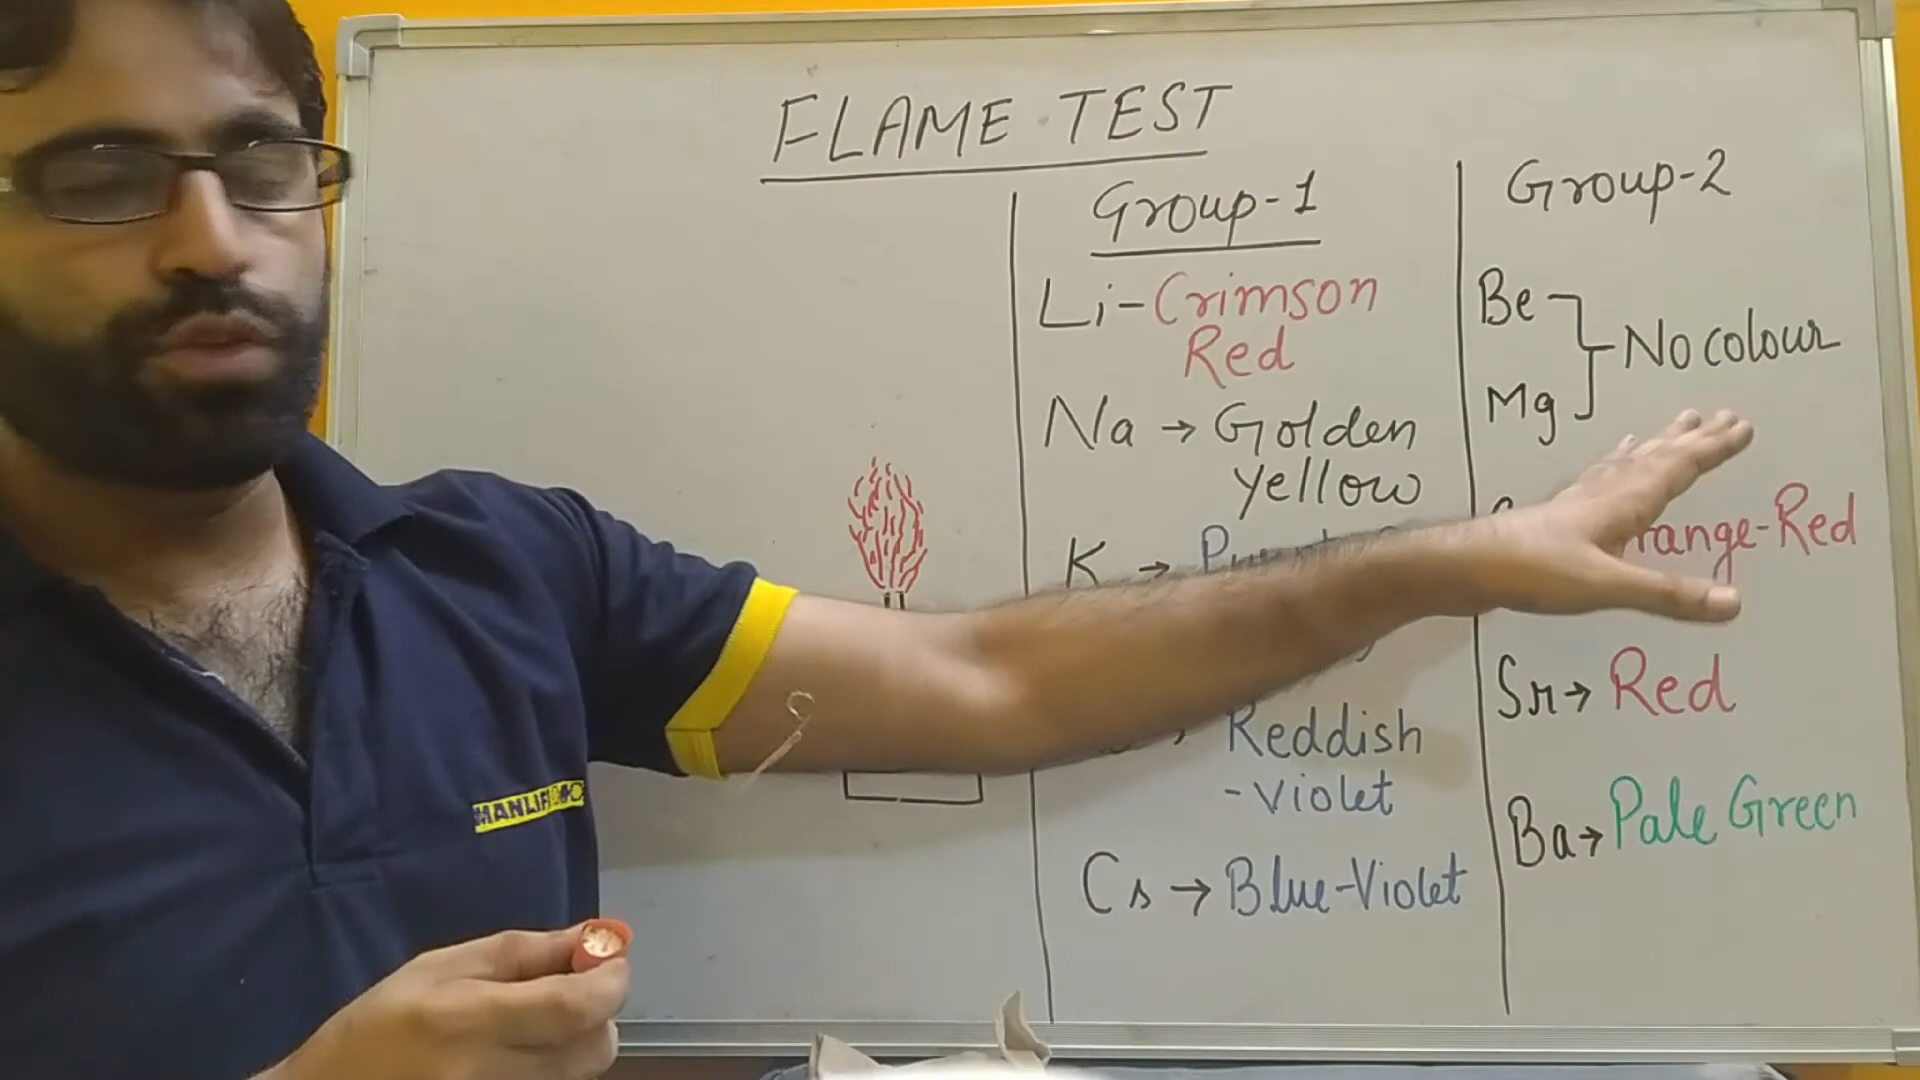 FLAME TEST
Group-1
Li-Crimson
Red
Na → Golden
yellow
K →
Reddish
-Violet
Cs → Blue-Violet
Group-2
Be
Mg
No colour
range-Red
Sr→ Red
Ba→ Pale Green